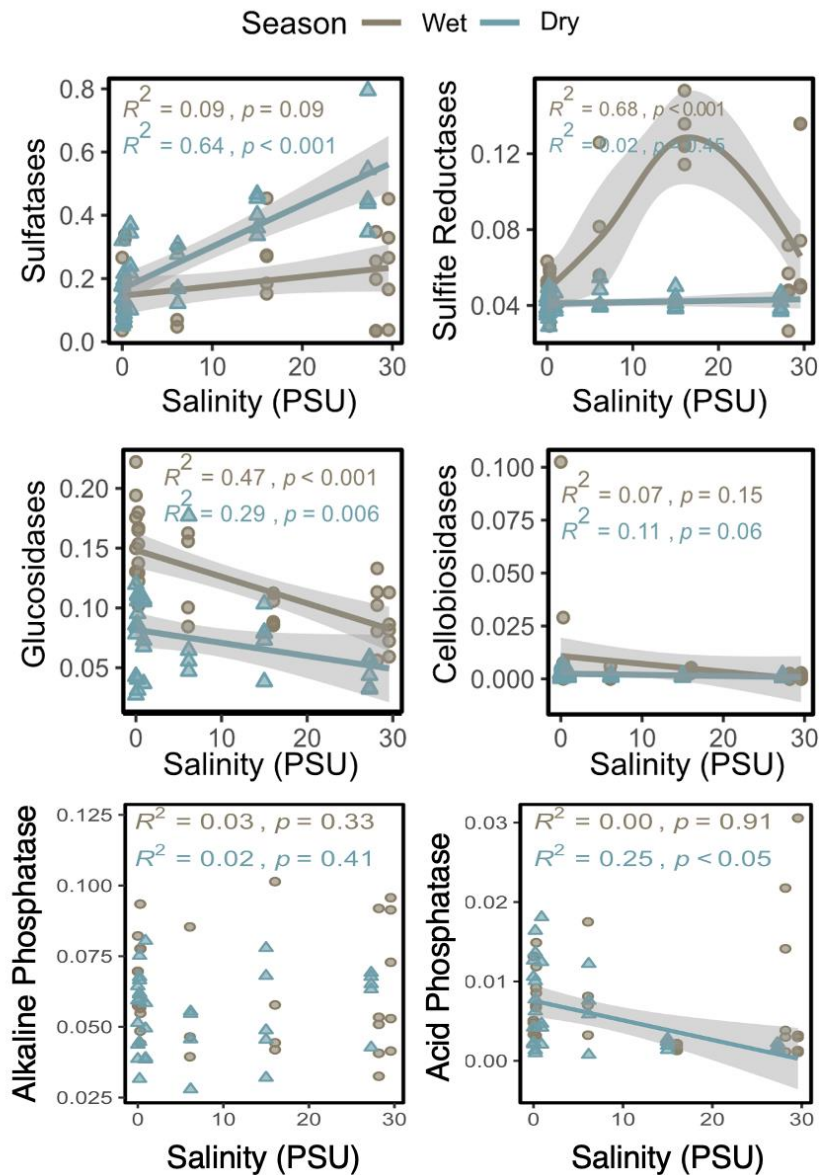 Season Wet Dry
Sulfatases
0.8
0.6
0.4
0.2
0.0
R² = 0.09 , p = 0.09
R² = 0.64 , p < 0.001
0 10 20 30
Salinity (PSU)
Sulfite Reductases
0.12
0.08
0.04
R² = 0.68 , p < 0.001
R² = 0.02 , p = 0.45
0 10 20 30
Salinity (PSU)
Glucosidases
0.20
0.15
0.10
0.05
R² = 0.47 , p < 0.001
R² = 0.29 , p = 0.006
0 10 20 30
Salinity (PSU)
Cellobiosidases
0.100
0.075
0.050
0.025
0.000
R² = 0.07 , p = 0.15
R² = 0.11 , p = 0.06
0 10 20 30
Salinity (PSU)
Alkaline Phosphatase
0.125
0.100
0.075
0.050
0.025
R² = 0.03 , p = 0.33
R² = 0.02 , p = 0.41
0 10 20 30
Salinity (PSU)
Acid Phosphatase
0.03
0.02
0.01
0.00
R² = 0.00 , p = 0.91
R² = 0.25 , p < 0.05
0 10 20 30
Salinity (PSU)